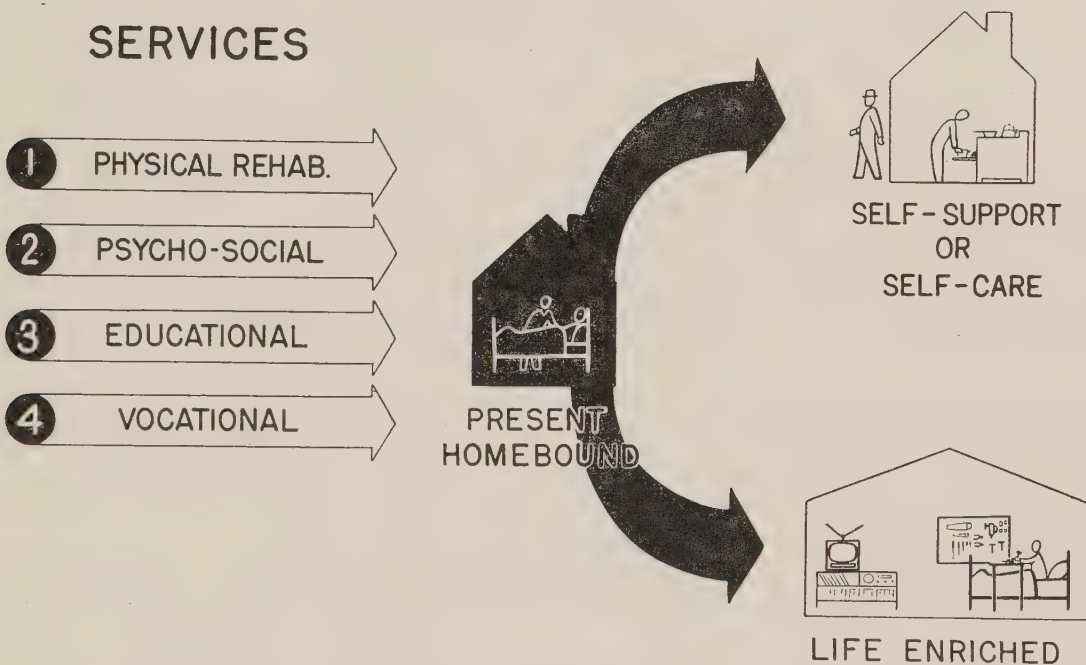 SERVICES
1 PHYSICAL REHAB.
2 PSYCHO-SOCIAL
3 EDUCATIONAL
4 VOCATIONAL
PRESENT
HOMEBOUND
SELF-SUPPORT
OR
SELF-CARE
LIFE ENRICHED